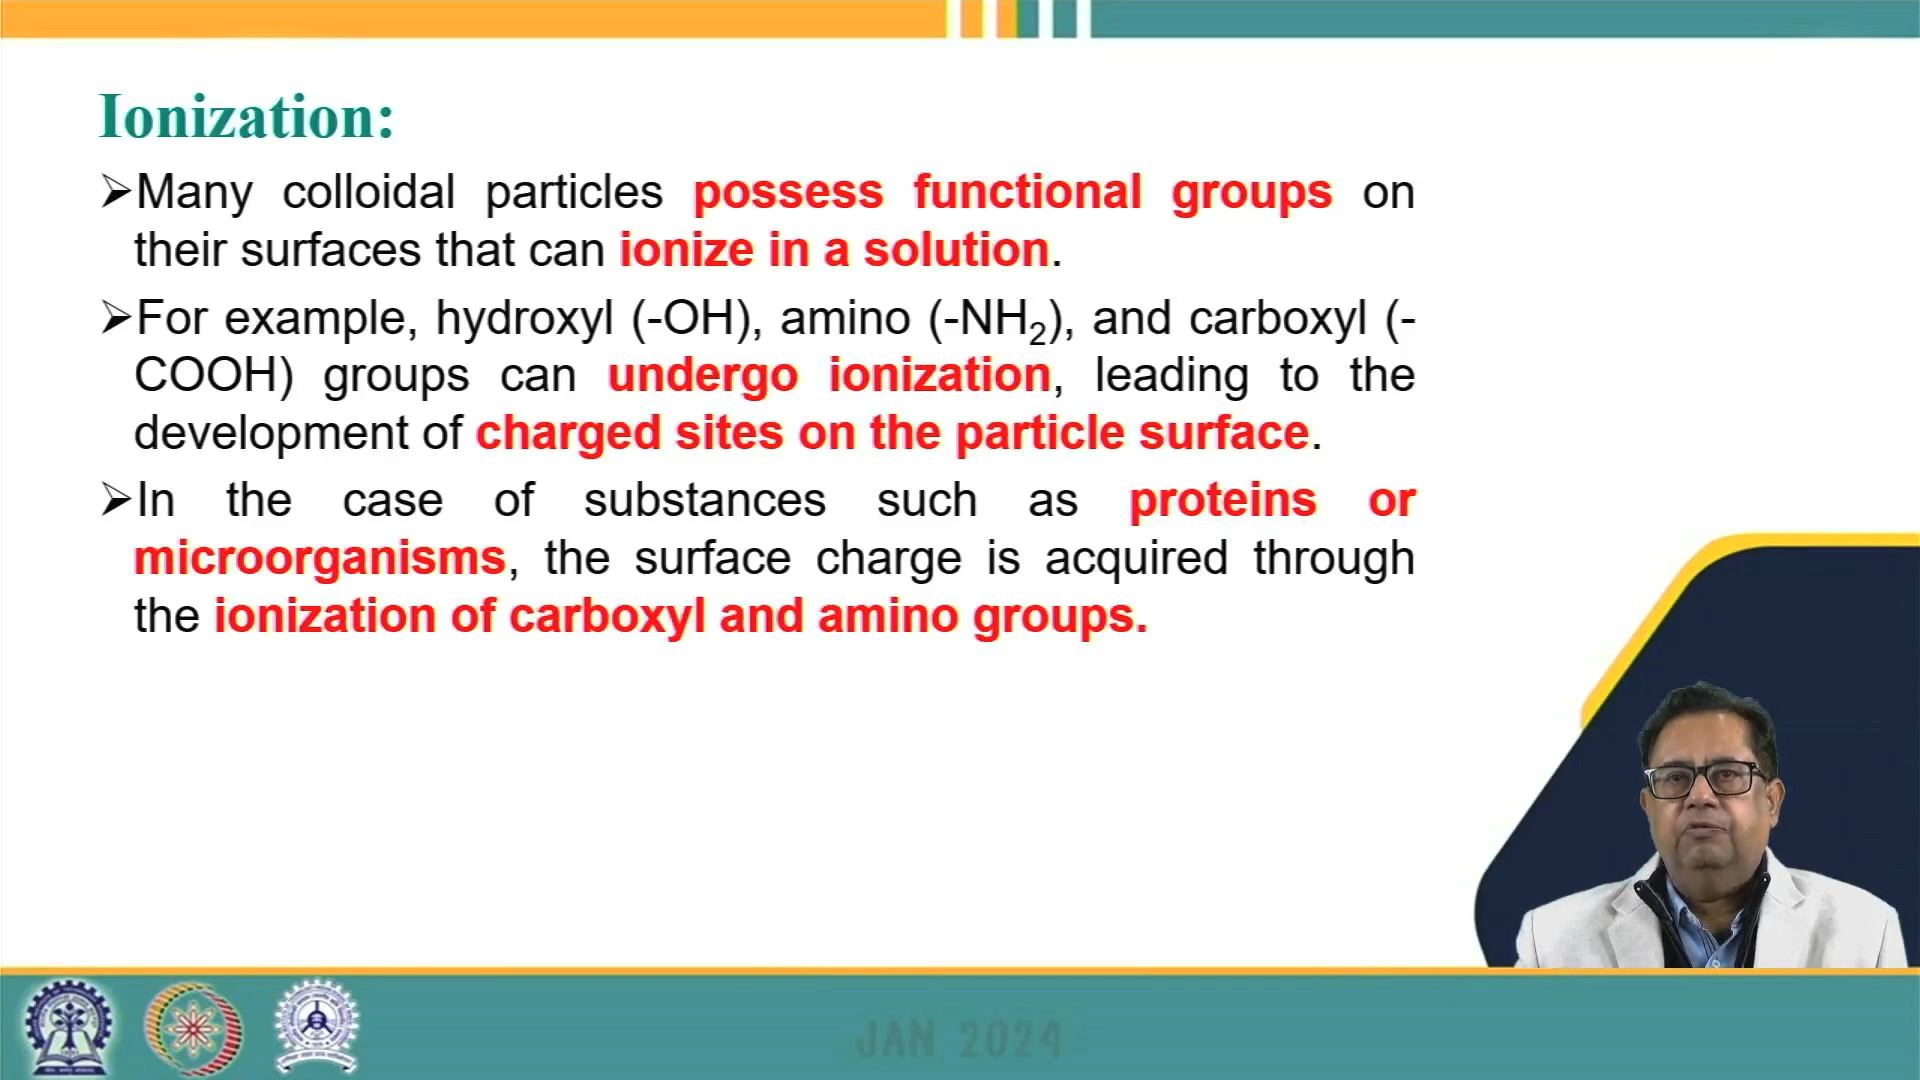 Ionization:
➢Many colloidal particles possess functional groups on
their surfaces that can ionize in a solution.
➢For example, hydroxyl (-OH), amino (-NH₂), and carboxyl (-
COOH) groups can undergo ionization, leading to the
development of charged sites on the particle surface.
➢In the case of substances such as proteins or
microorganisms, the surface charge is acquired through
the ionization of carboxyl and amino groups.
JAN 2024